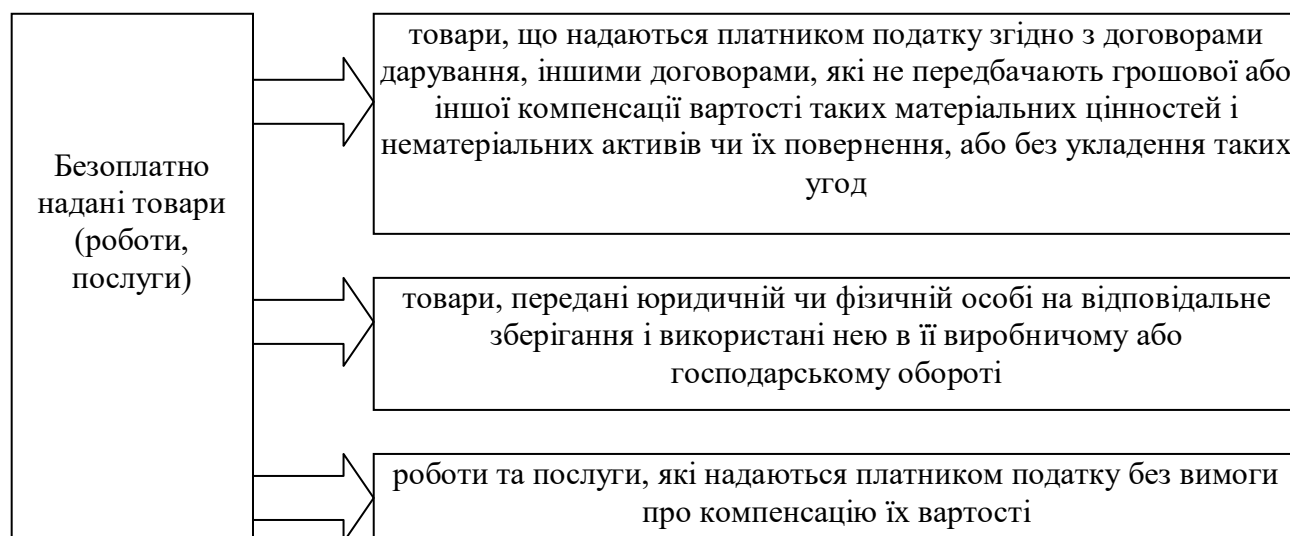 Безоплатно
надані товари
(роботи,
послуги)
товари, що надаються платником податку згідно з договорами
дарування, іншими договорами, які не передбачають грошової або
іншої компенсації вартості таких матеріальних цінностей і
нематеріальних активів чи їх повернення, або без укладення таких
угод
товари, передані юридичній чи фізичній особі на відповідальне
зберігання і використані нею в її виробничому або
господарському обороті
роботи та послуги, які надаються платником податку без вимоги
про компенсацію їх вартості